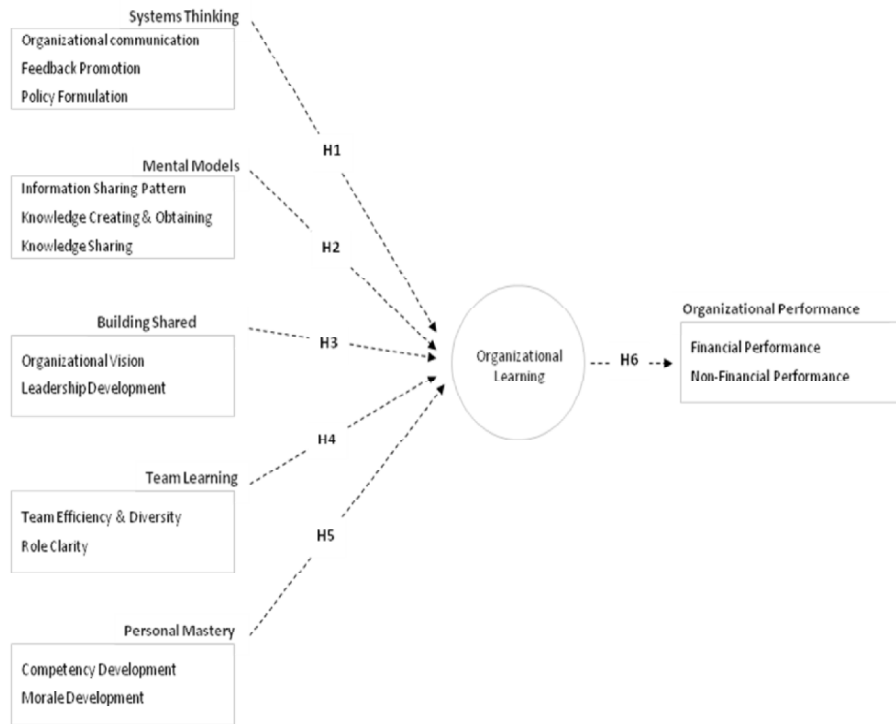 Systems Thinking
Organizational communication
Feedback Promotion
Policy Formulation
H1
Mental Models
Information Sharing Pattern
Knowledge Creating & Obtaining
Knowledge Sharing
H2
Building Shared
Organizational Vision
Leadership Development
H3
Team Learning
Team Efficiency & Diversity
Role Clarity
H4
Personal Mastery
Competency Development
Morale Development
H5
Organizational
Learning
H6
Organizational Performance
Financial Performance
Non-Financial Performance